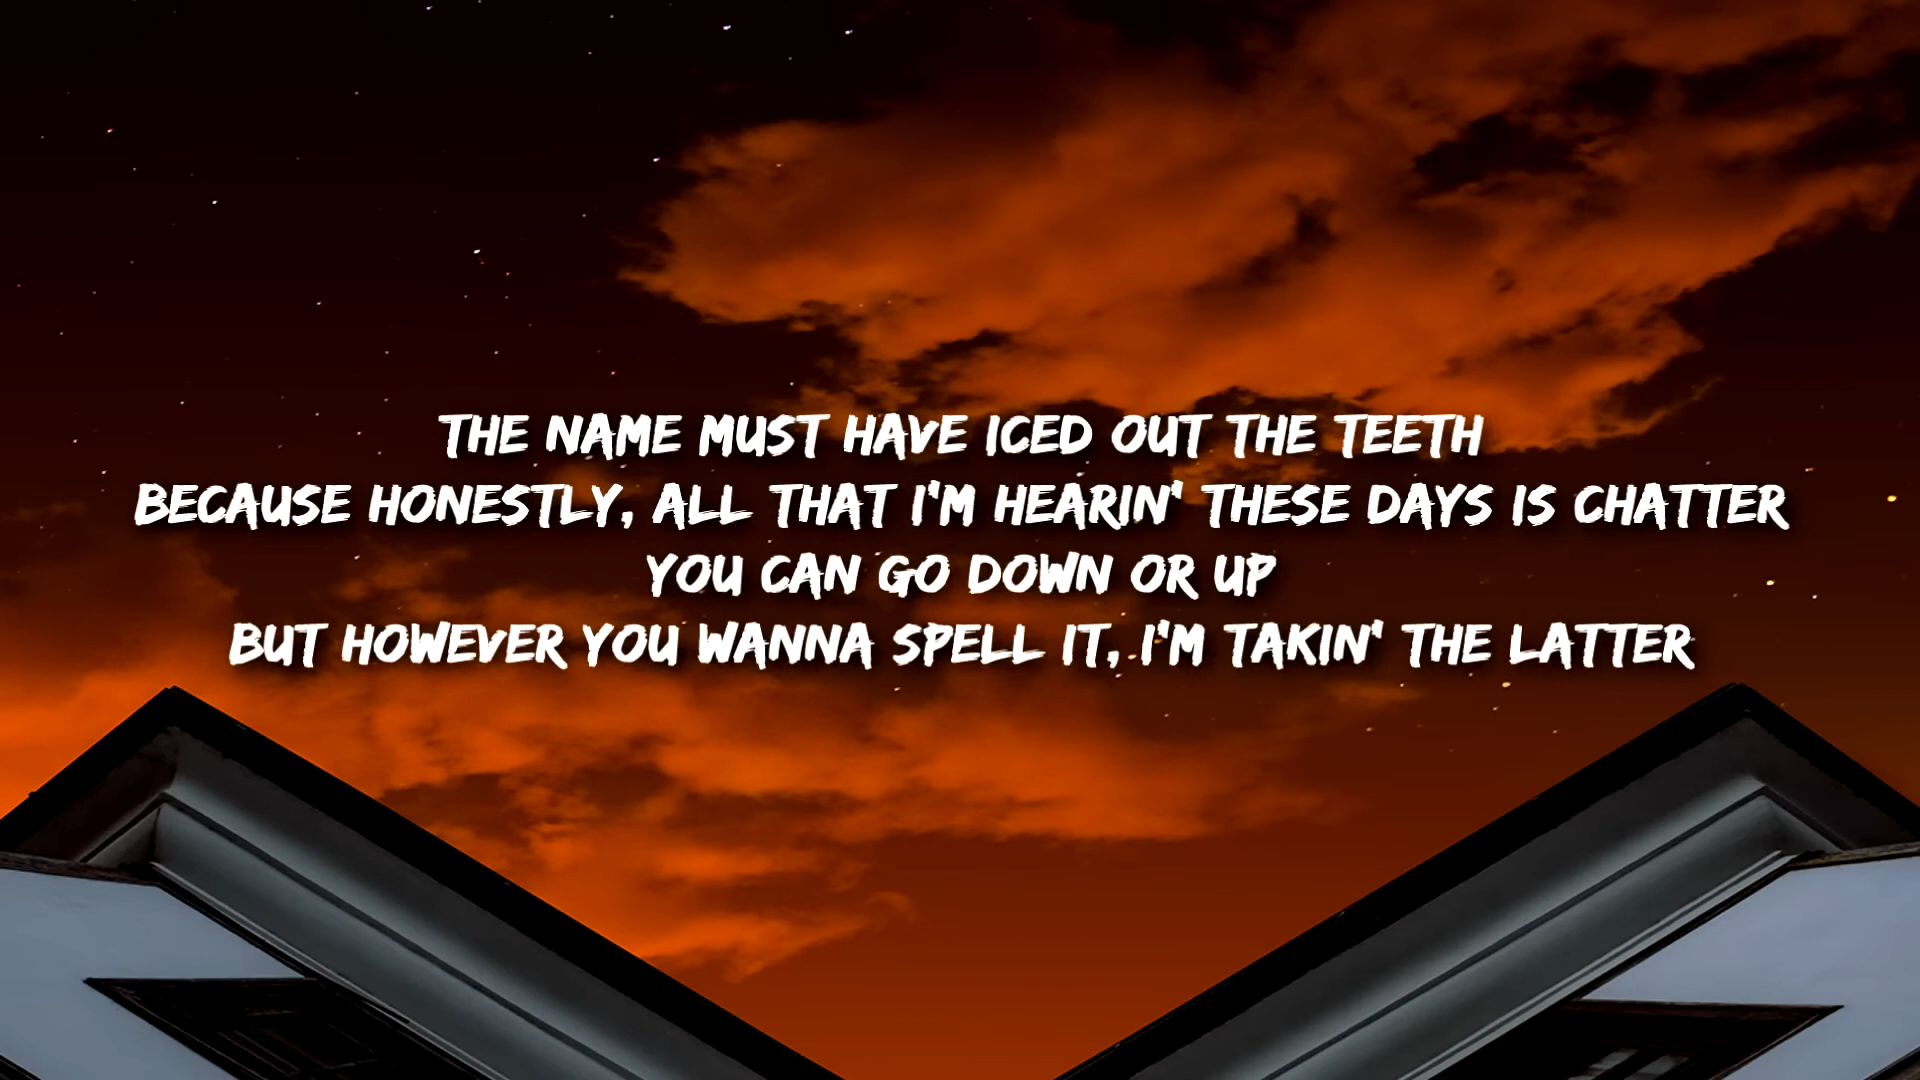 THE NAME MUST HAVE ICED OUT THE TEETH
BECAUSE HONESTLY, ALL THAT I'M HEARIN' THESE DAYS IS CHATTER
YOU CAN GO DOWN OR UP
BUT HOWEVER YOU WANNA SPELL IT, I'M TAKIN' THE LATTER